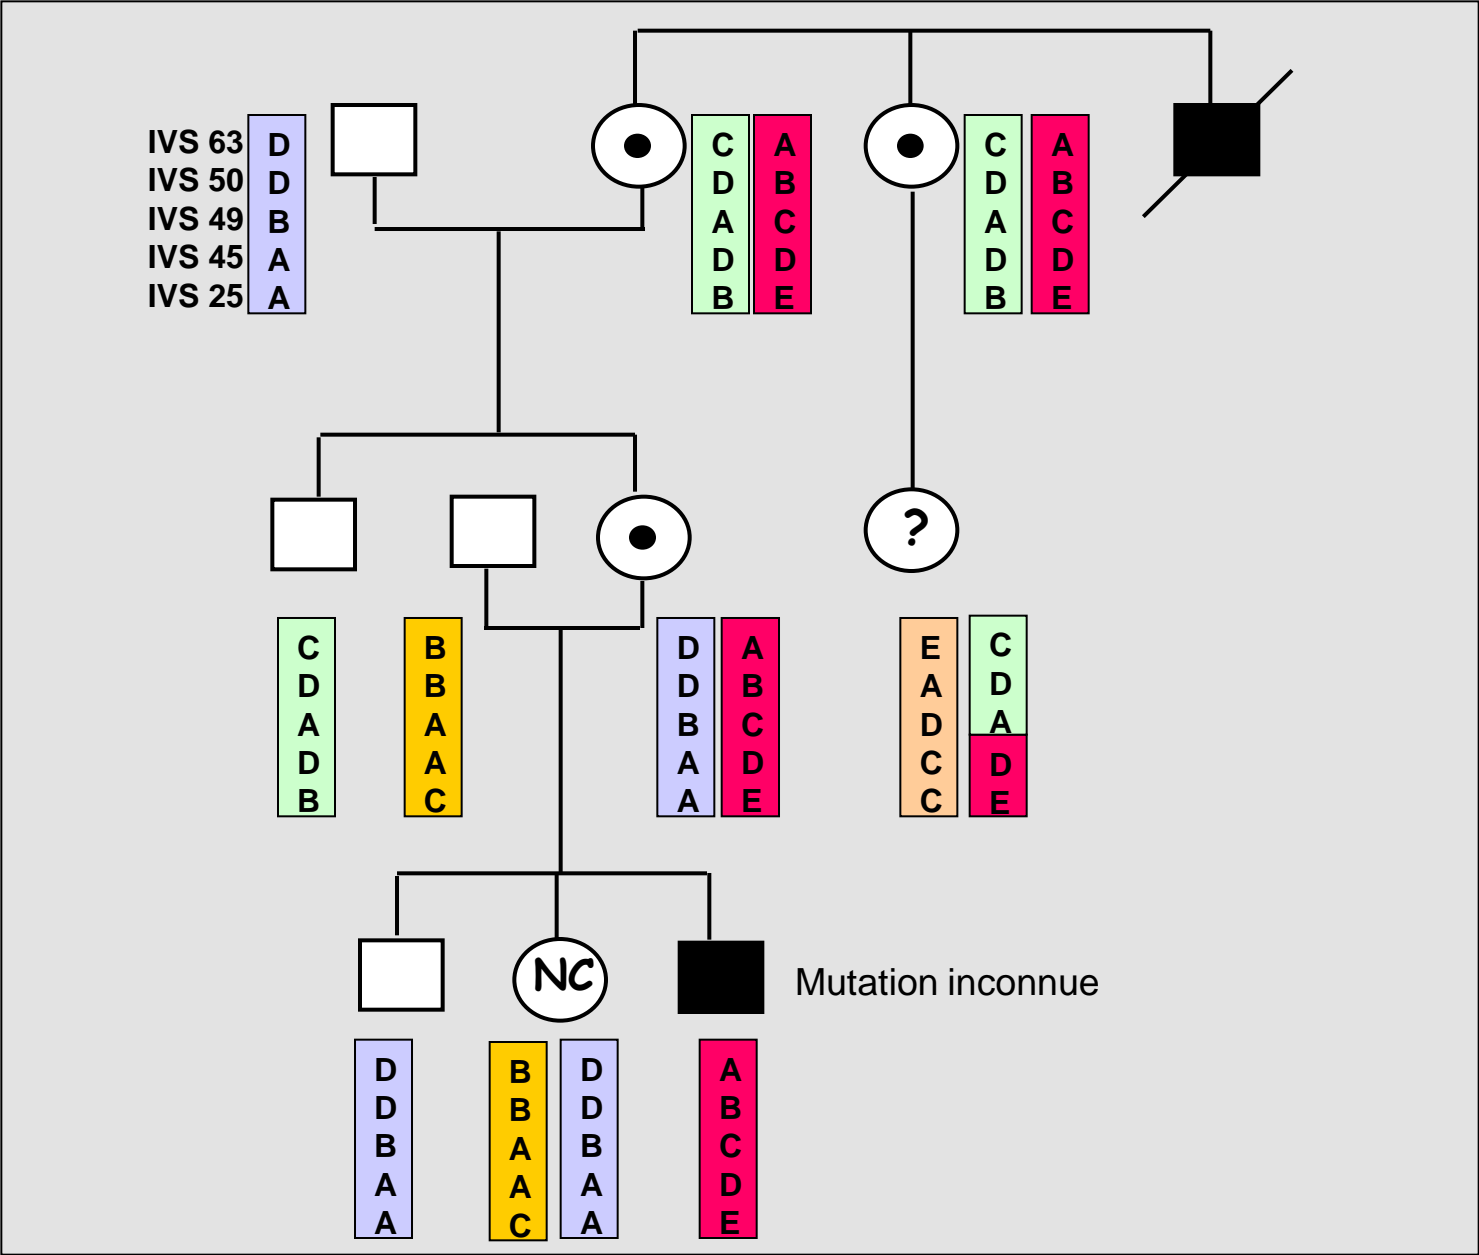 IVS 63 D C A C A
IVS 50 D D B D B
IVS 49 B A C A C
IVS 45 A D D D D
IVS 25 A B E B E
?
C B D A E C
D B D B A D
A A B C D A
D A A D C D
B C A E C E
NC
Mutation inconnue
D B D A
D B D B
B A B C
A A A D
A C A E